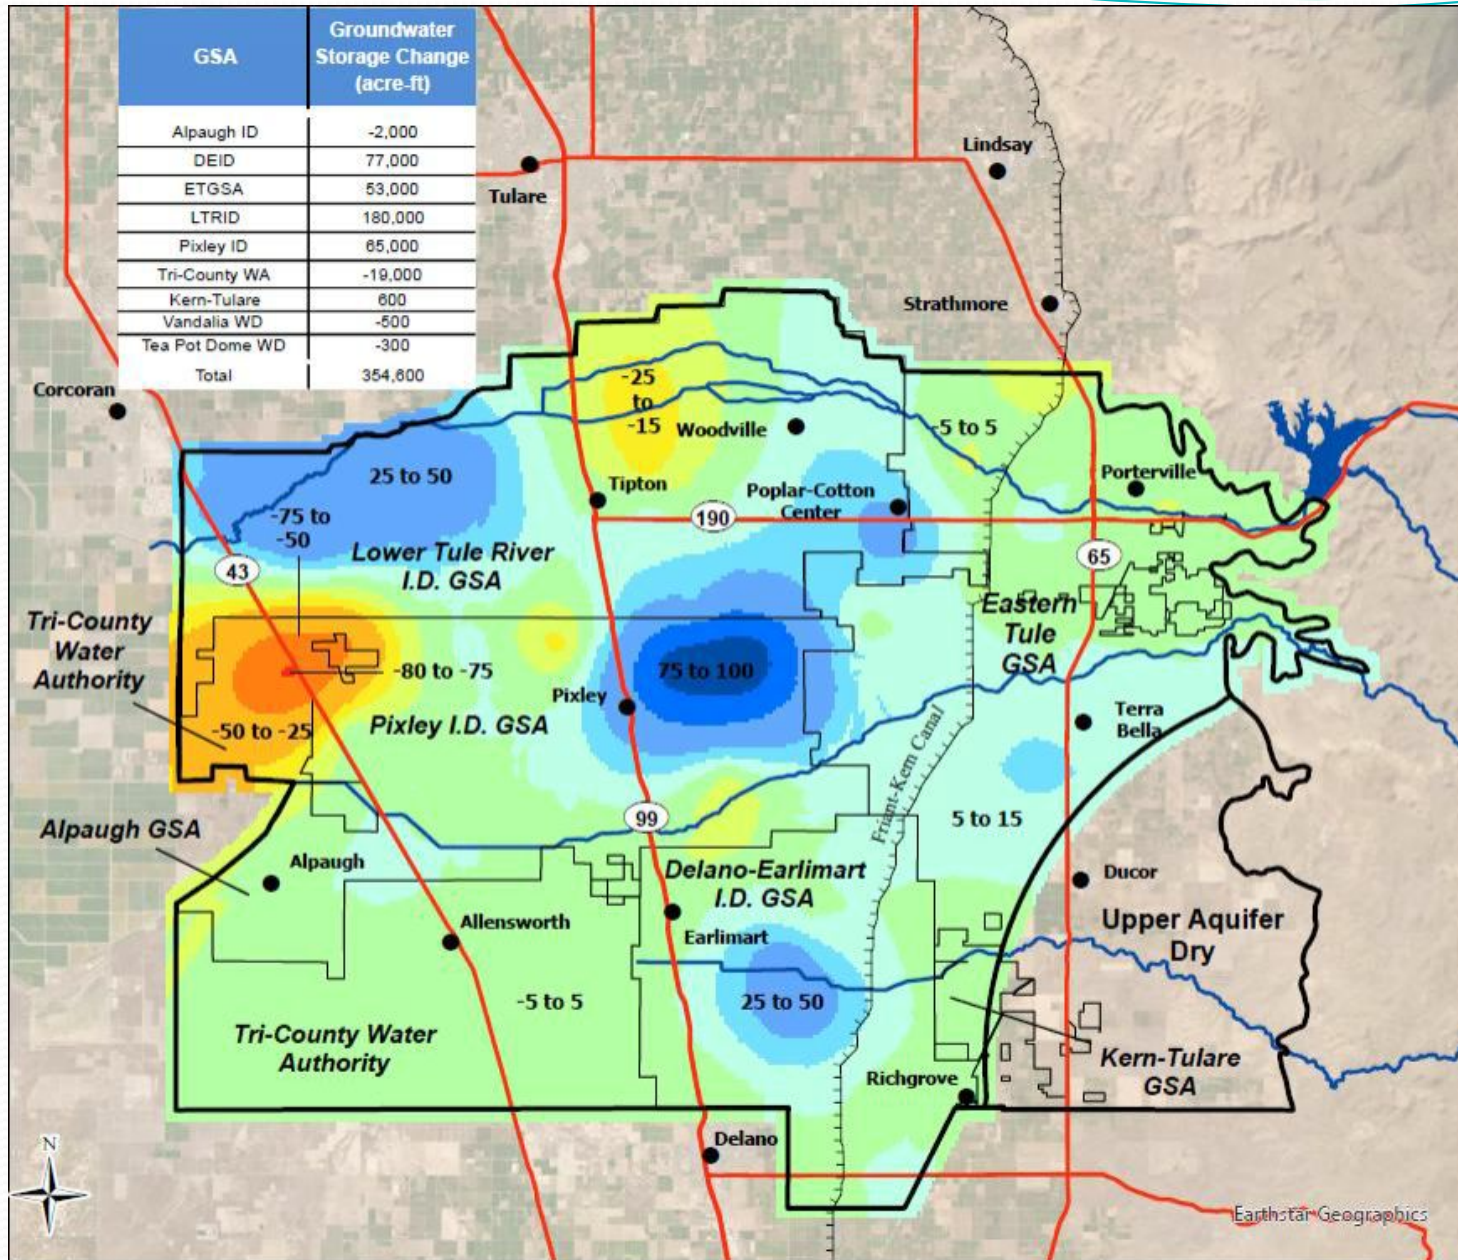 GSA
Groundwater
Storage Change
(acre-ft)
Alpaugh ID -2,000
DEID 77,000
ETGSA 53,000
LTRID 180,000
Pixley ID 65,000
Tri-County WA -19,000
Kern-Tulare 600
Vandalia WD -500
Tea Pot Dome WD -300
Total 354,600
Lindsay
Tulare
Strathmore
Corcoran
-25
to
-15
Woodville
-5 to 5
25 to 50
Tipton
Poplar-Cotton
Center
Porterville
-75 to
-50
190
Lower Tule River
I.D. GSA
43
65
Tri-County
Water
Authority
Eastern
Tule
GSA
-80 to -75
75 to 100
Pixley
-50 to -25
Pixley I.D. GSA
Terra
Bella
Friant-Kern Canal
99
5 to 15
Alpaugh GSA
Alpaugh
Delano-Earlimart
I.D. GSA
Ducor
Allensworth
Earlimart
Upper Aquifer
Dry
-5 to 5
25 to 50
Tri-County Water
Authority
Richgrove
Kern-Tulare
GSA
N
Delano
Earthstar Geographics